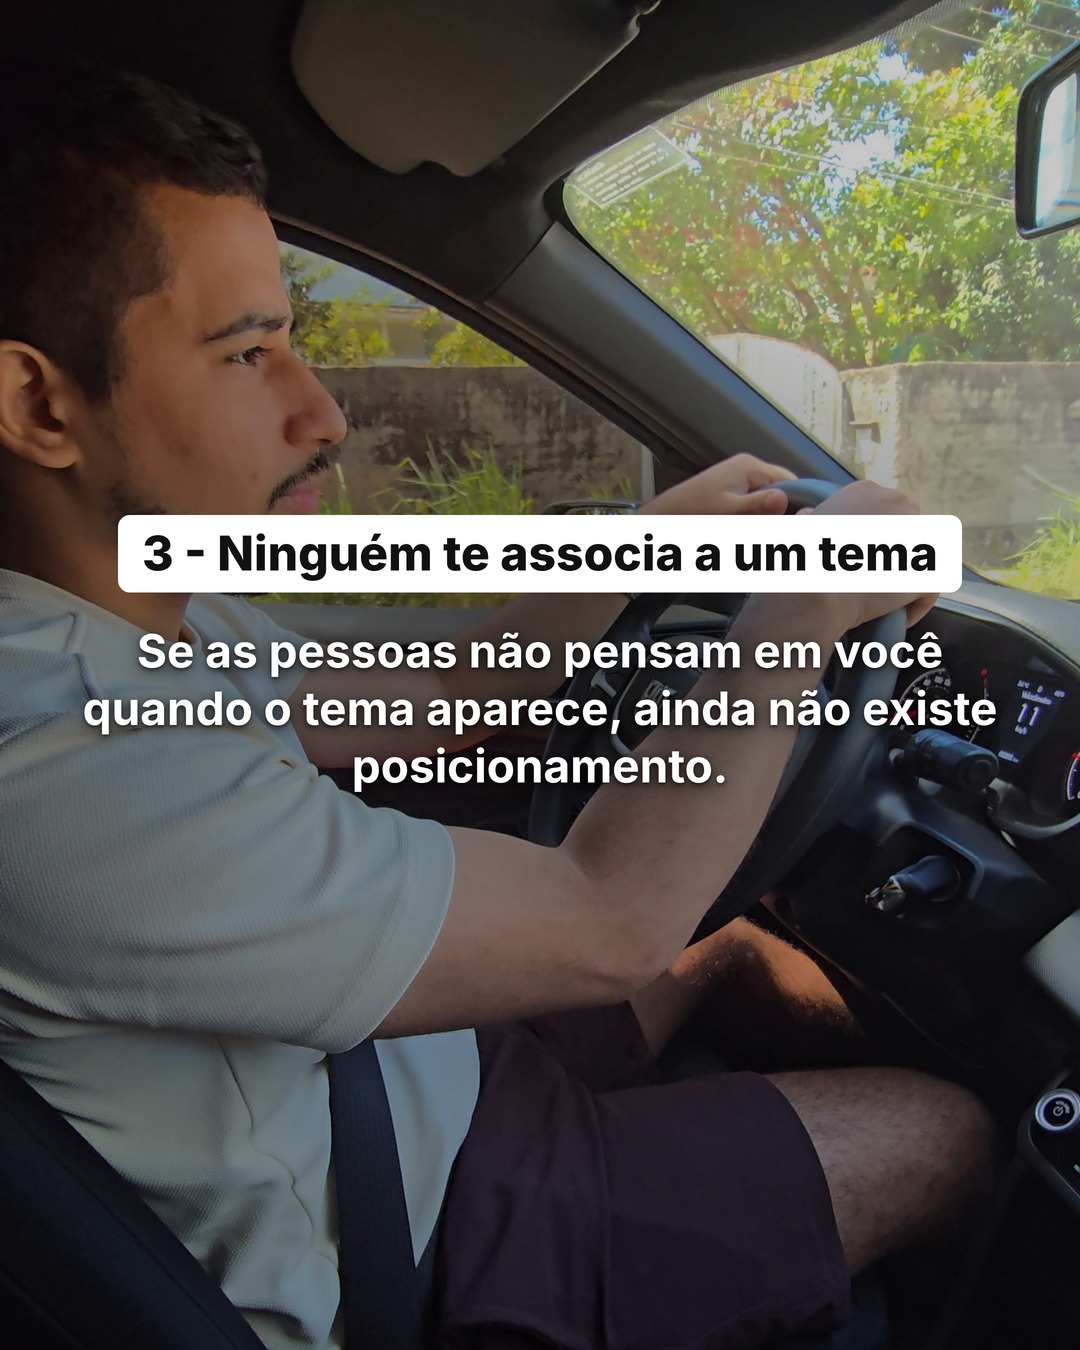 3 - Ninguém te associa a um tema
Se as pessoas não pensam em você
quando o tema aparece, ainda não existe
posicionamento.
11